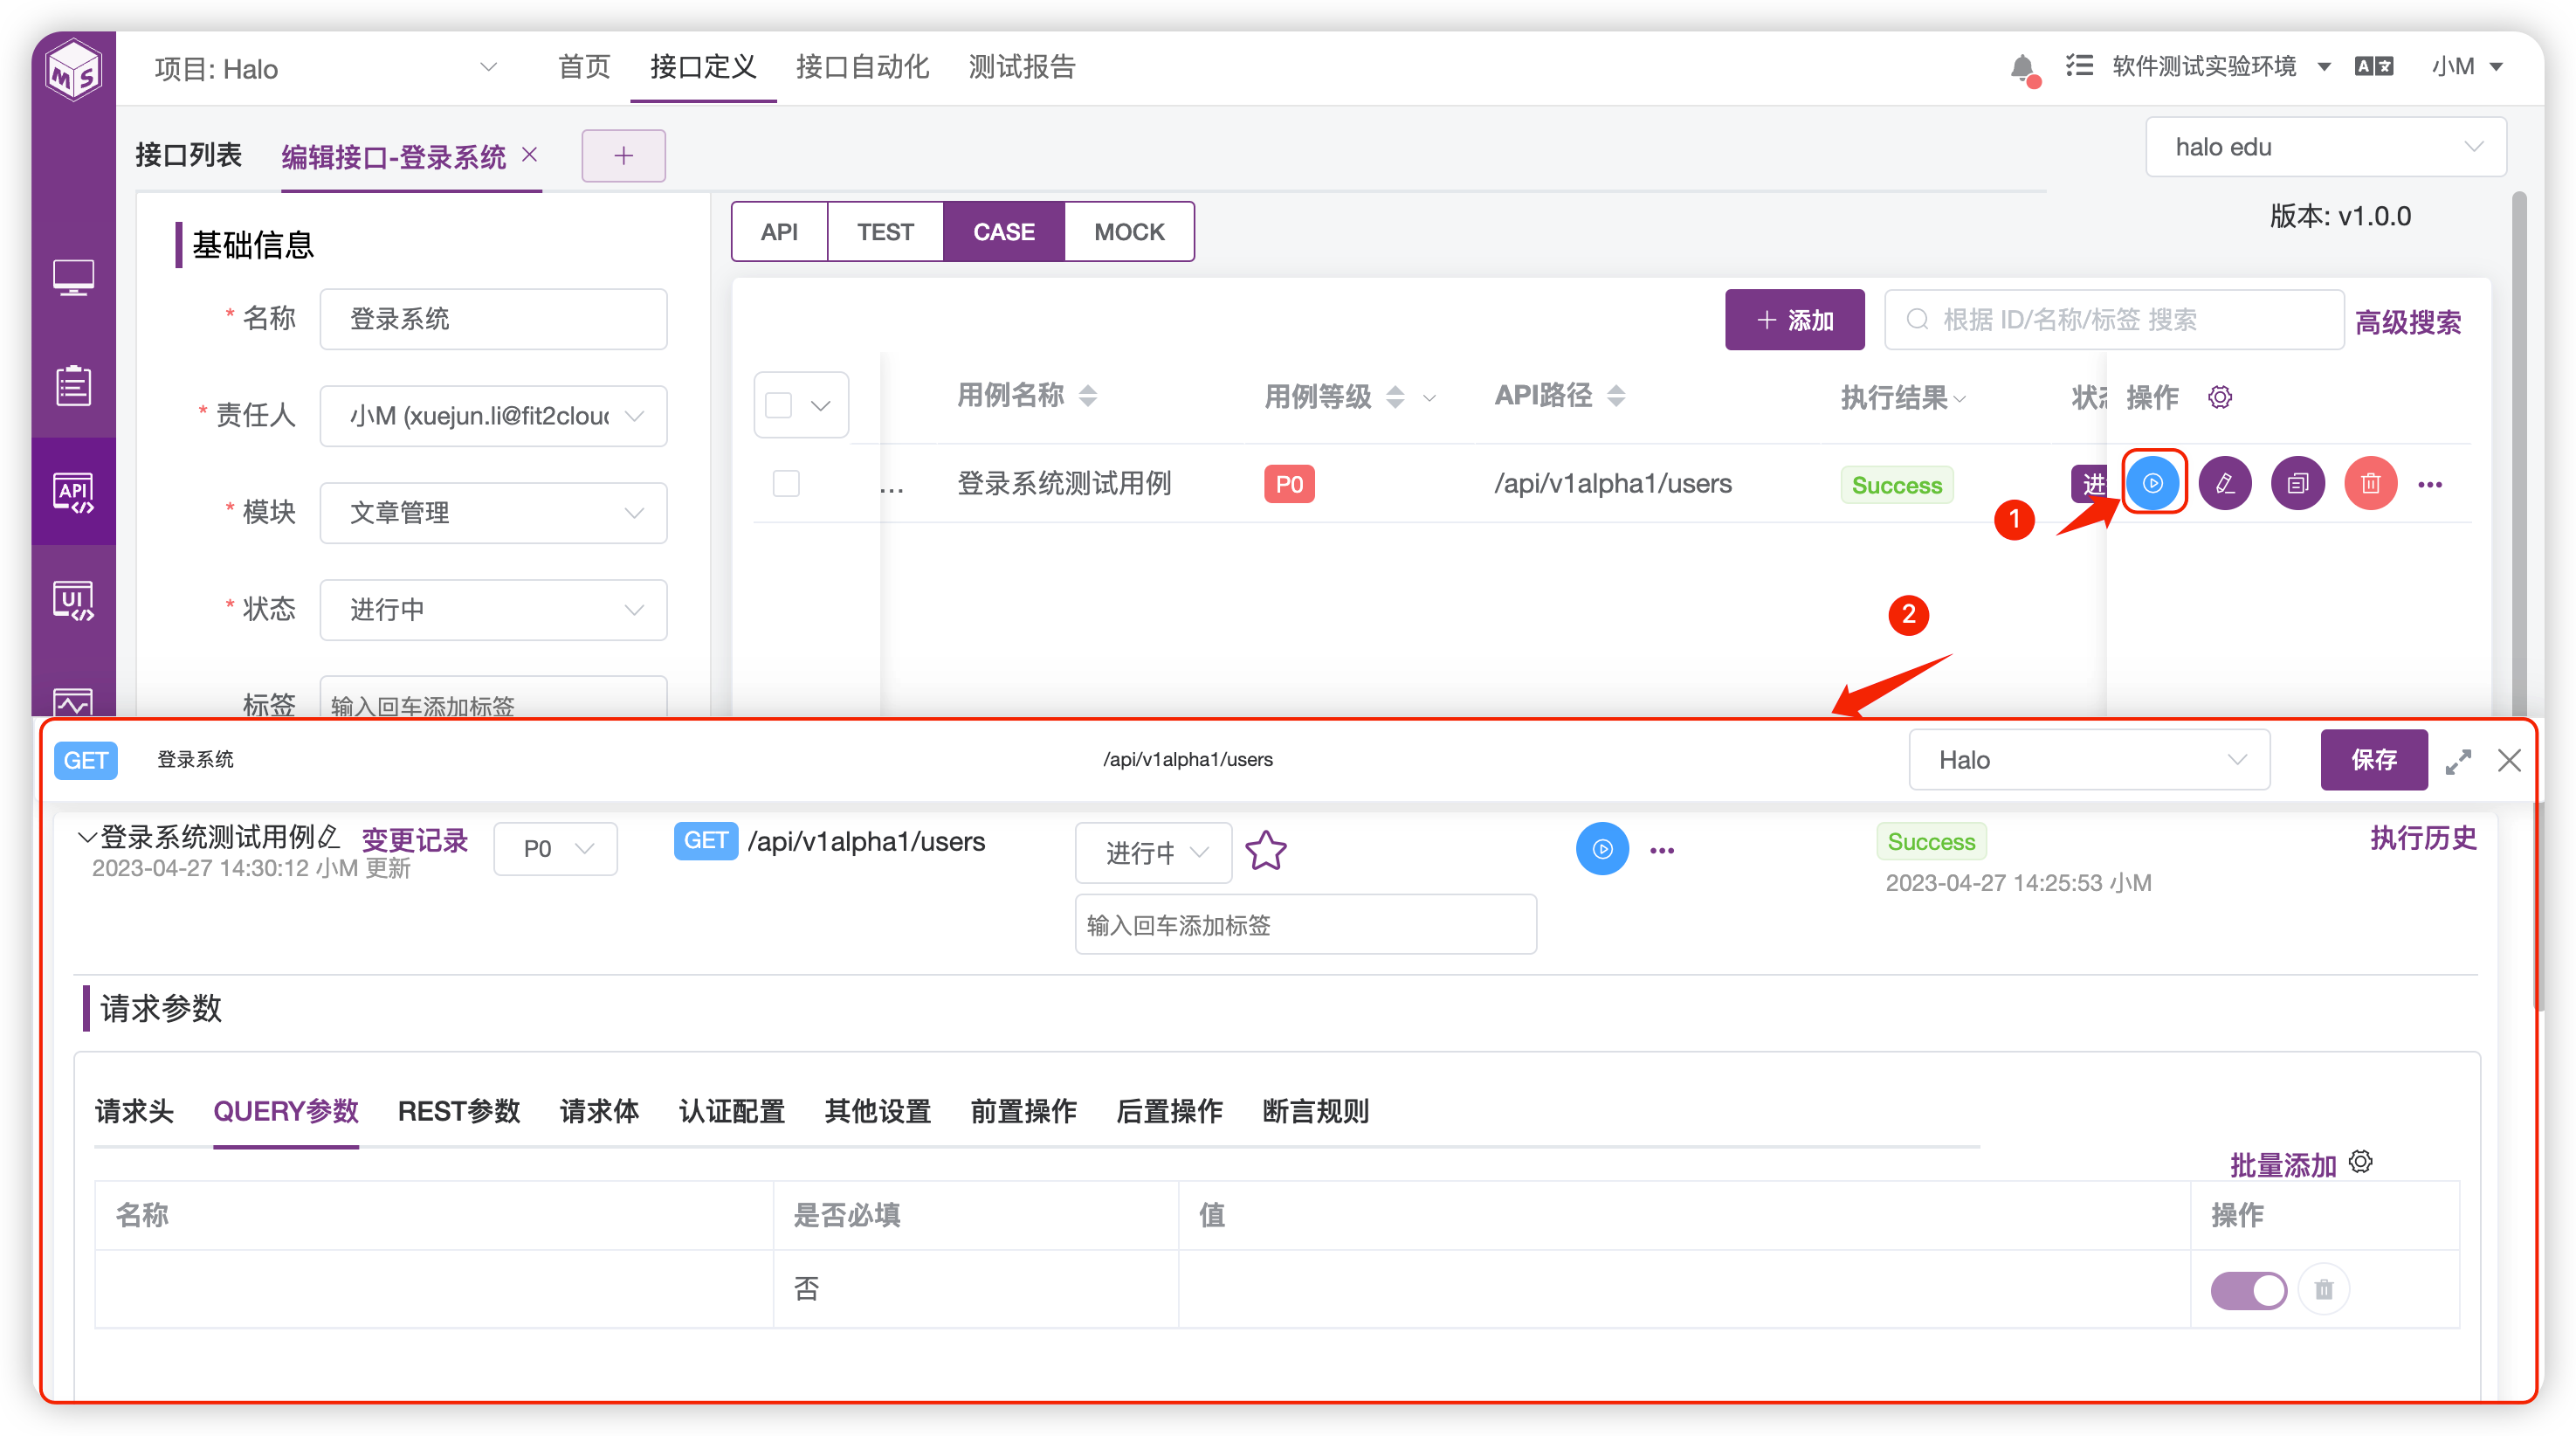 MS
项目: Halo
首页 接口定义 接口自动化 测试报告
软件测试实验环境
小M
接口列表 编辑接口-登录系统
halo edu
版本: v1.0.0
API TEST CASE MOCK
基础信息
* 名称 登录系统
* 责任人 小M (xuejun.li@fit2clou
* 模块 文章管理
* 状态 进行中
标签 输入回车添加标签
添加
根据 ID/名称/标签 搜索
高级搜索
用例名称 用例等级 API路径 执行结果 状态 操作
... 登录系统测试用例 P0 /api/v1alpha1/users Success 进
1
2
API
UI
GET 登录系统 /api/v1alpha1/users Halo 保存
登录系统测试用例 变更记录 P0 GET /api/v1alpha1/users 进行中 Success 执行历史
2023-04-27 14:30:12 小M 更新
2023-04-27 14:25:53 小M
输入回车添加标签
请求参数
请求头 QUERY参数 REST参数 请求体 认证配置 其他设置 前置操作 后置操作 断言规则
批量添加
名称 是否必填 值 操作
否